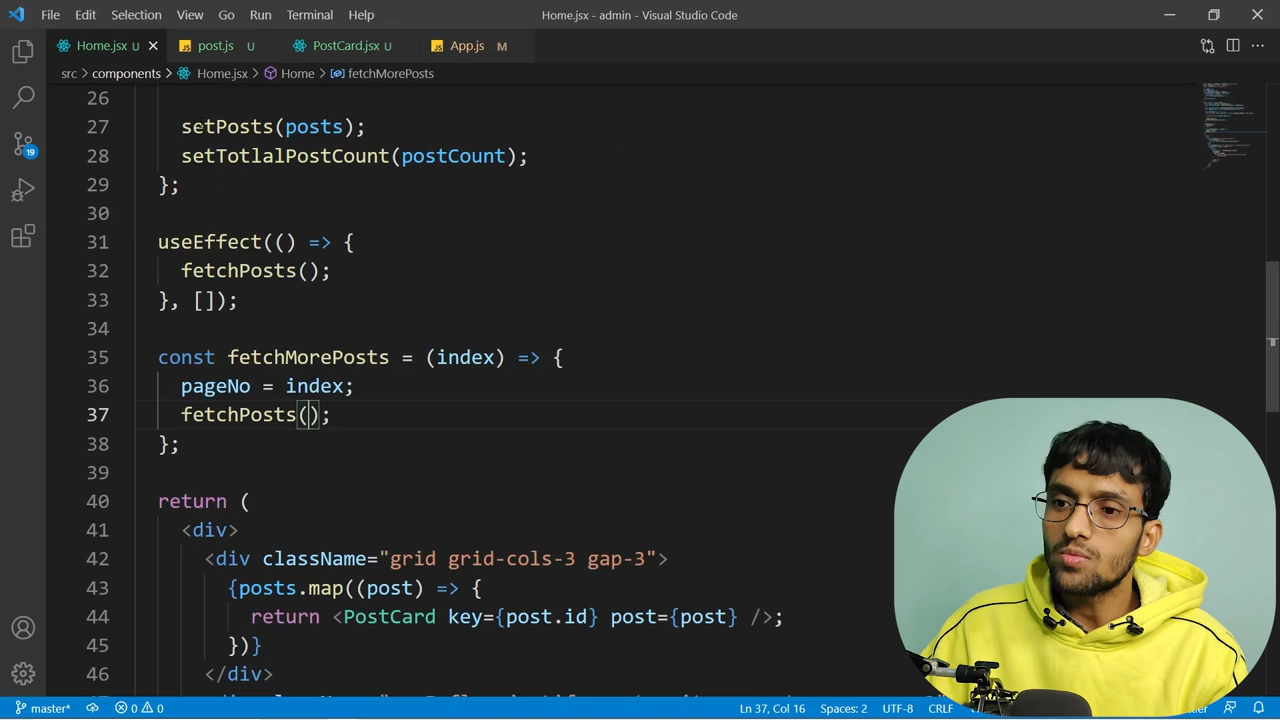 File Edit Selection View Go Run Terminal Help Home.jsx - admin - Visual Studio Code
Home.jsx U JS post.js U PostCard.jsx U JS App.js M
src > components > Home.jsx > Home > fetchMorePosts
26
27 setPosts(posts);
28 setTotlalPostCount(postCount);
29 };
30
31 useEffect(() => {
32 fetchPosts();
33 }, []);
34
35 const fetchMorePosts = (index) => {
36 pageNo = index;
37 fetchPosts();
38 };
39
40 return (
41 <div>
42 <div className="grid grid-cols-3 gap-3">
43 {posts.map((post) => {
44 return <PostCard key={post.id} post={post} />;
45 })}
46 </div>
19
master* 0 0 Ln 37, Col 16 Spaces: 2 UTF-8 CRLF